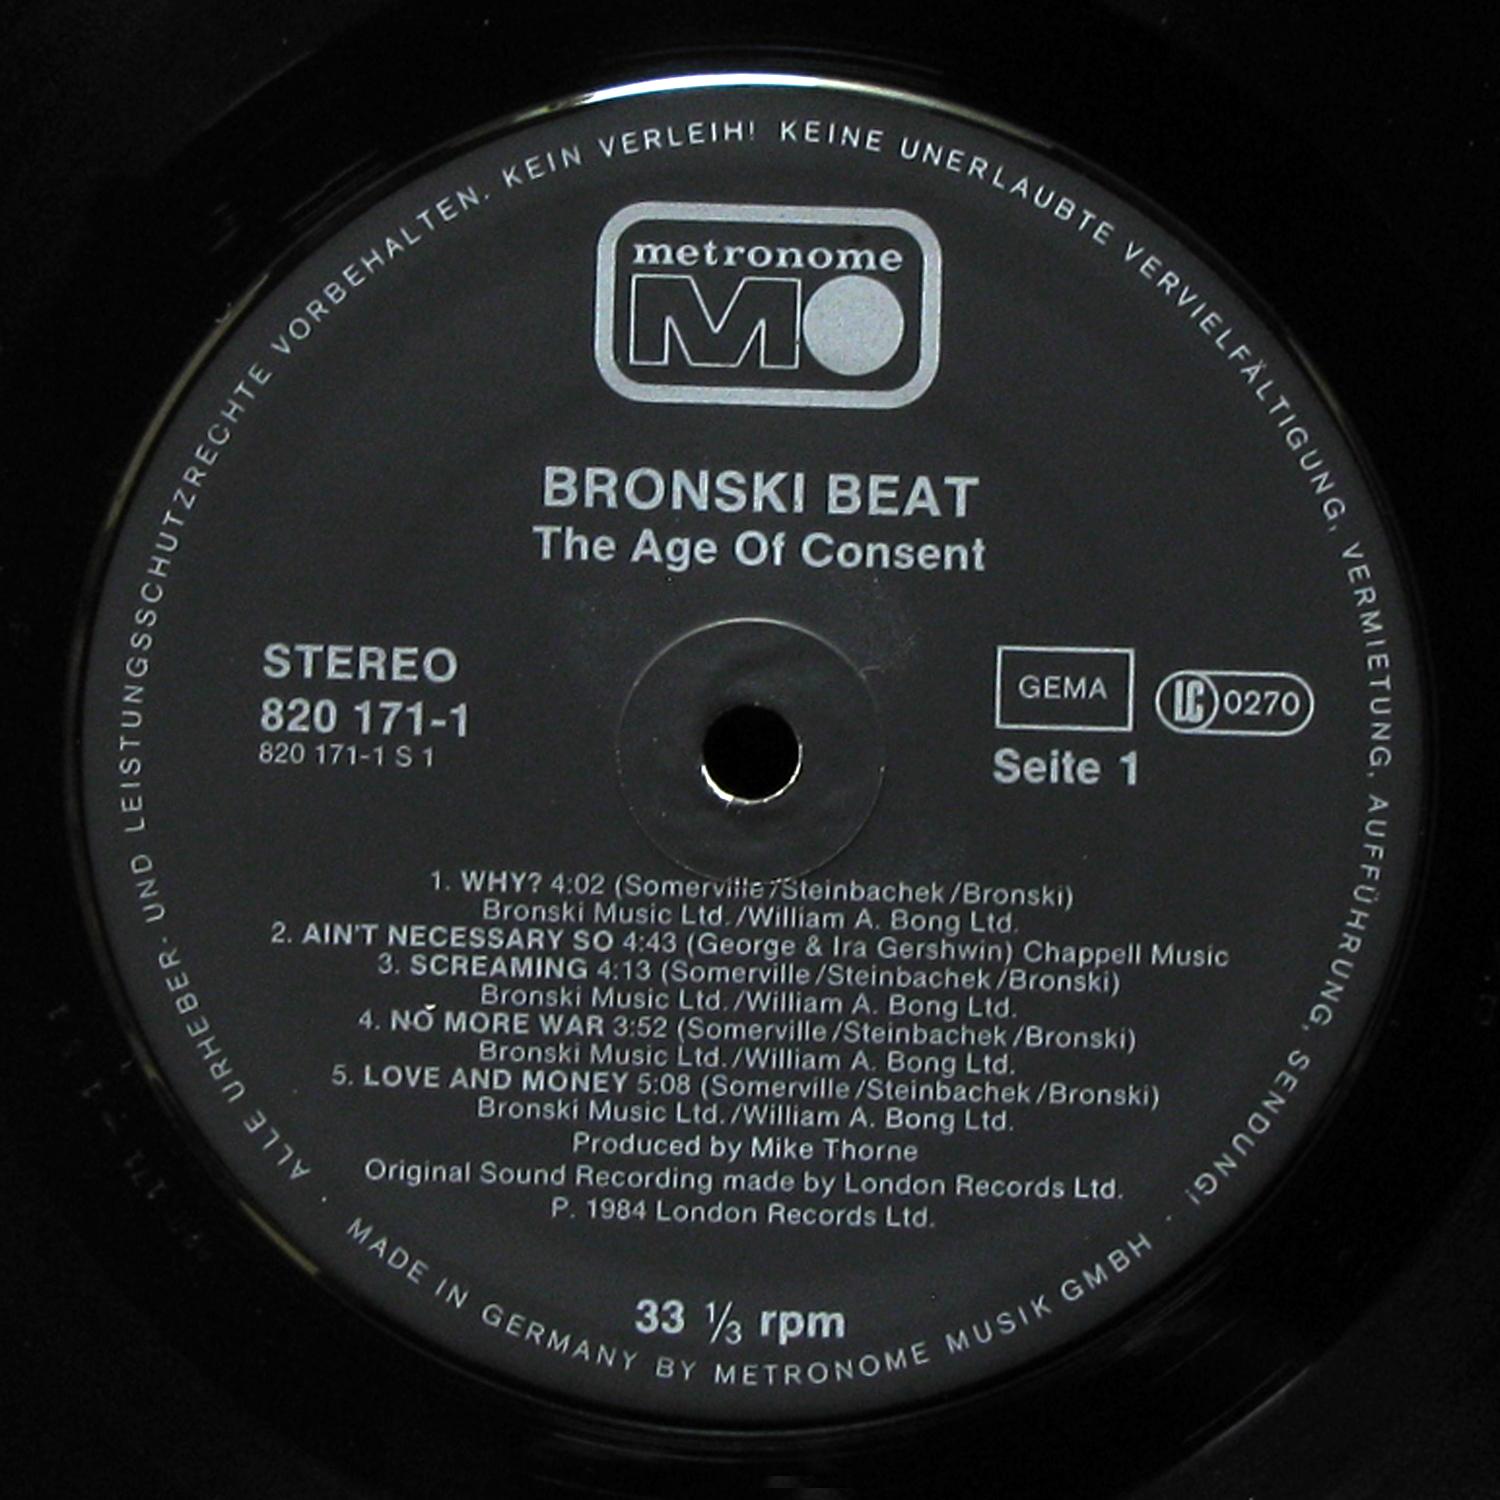 ALLE URHEBER- UND LEISTUNGSSCHUTZRECHTE VORBEHALTEN. KEIN VERLEIH! KEINE UNERLAUBTE VERVIELFÄLTIGUNG, VERMIETUNG, AUFFÜHRUNG, SENDUNG!
metronome
MO
BRONSKI BEAT
The Age Of Consent
STEREO
820 171-1
820 171-1 S 1
GEMA
LC 0270
Seite 1
1. WHY? 4:02 (Somerville/Steinbachek/Bronski)
Bronski Music Ltd./William A. Bong Ltd.
2. AIN'T NECESSARY SO 4:43 (George & Ira Gershwin) Chappell Music
3. SCREAMING 4:13 (Somerville/Steinbachek/Bronski)
Bronski Music Ltd./William A. Bong Ltd.
4. NO MORE WAR 3:52 (Somerville/Steinbachek/Bronski)
Bronski Music Ltd./William A. Bong Ltd.
5. LOVE AND MONEY 5:08 (Somerville/Steinbachek/Bronski)
Bronski Music Ltd./William A. Bong Ltd.
Produced by Mike Thorne
Original Sound Recording made by London Records Ltd.
P. 1984 London Records Ltd.
33 1/3 rpm
MADE IN GERMANY BY METRONOME MUSIK GMBH